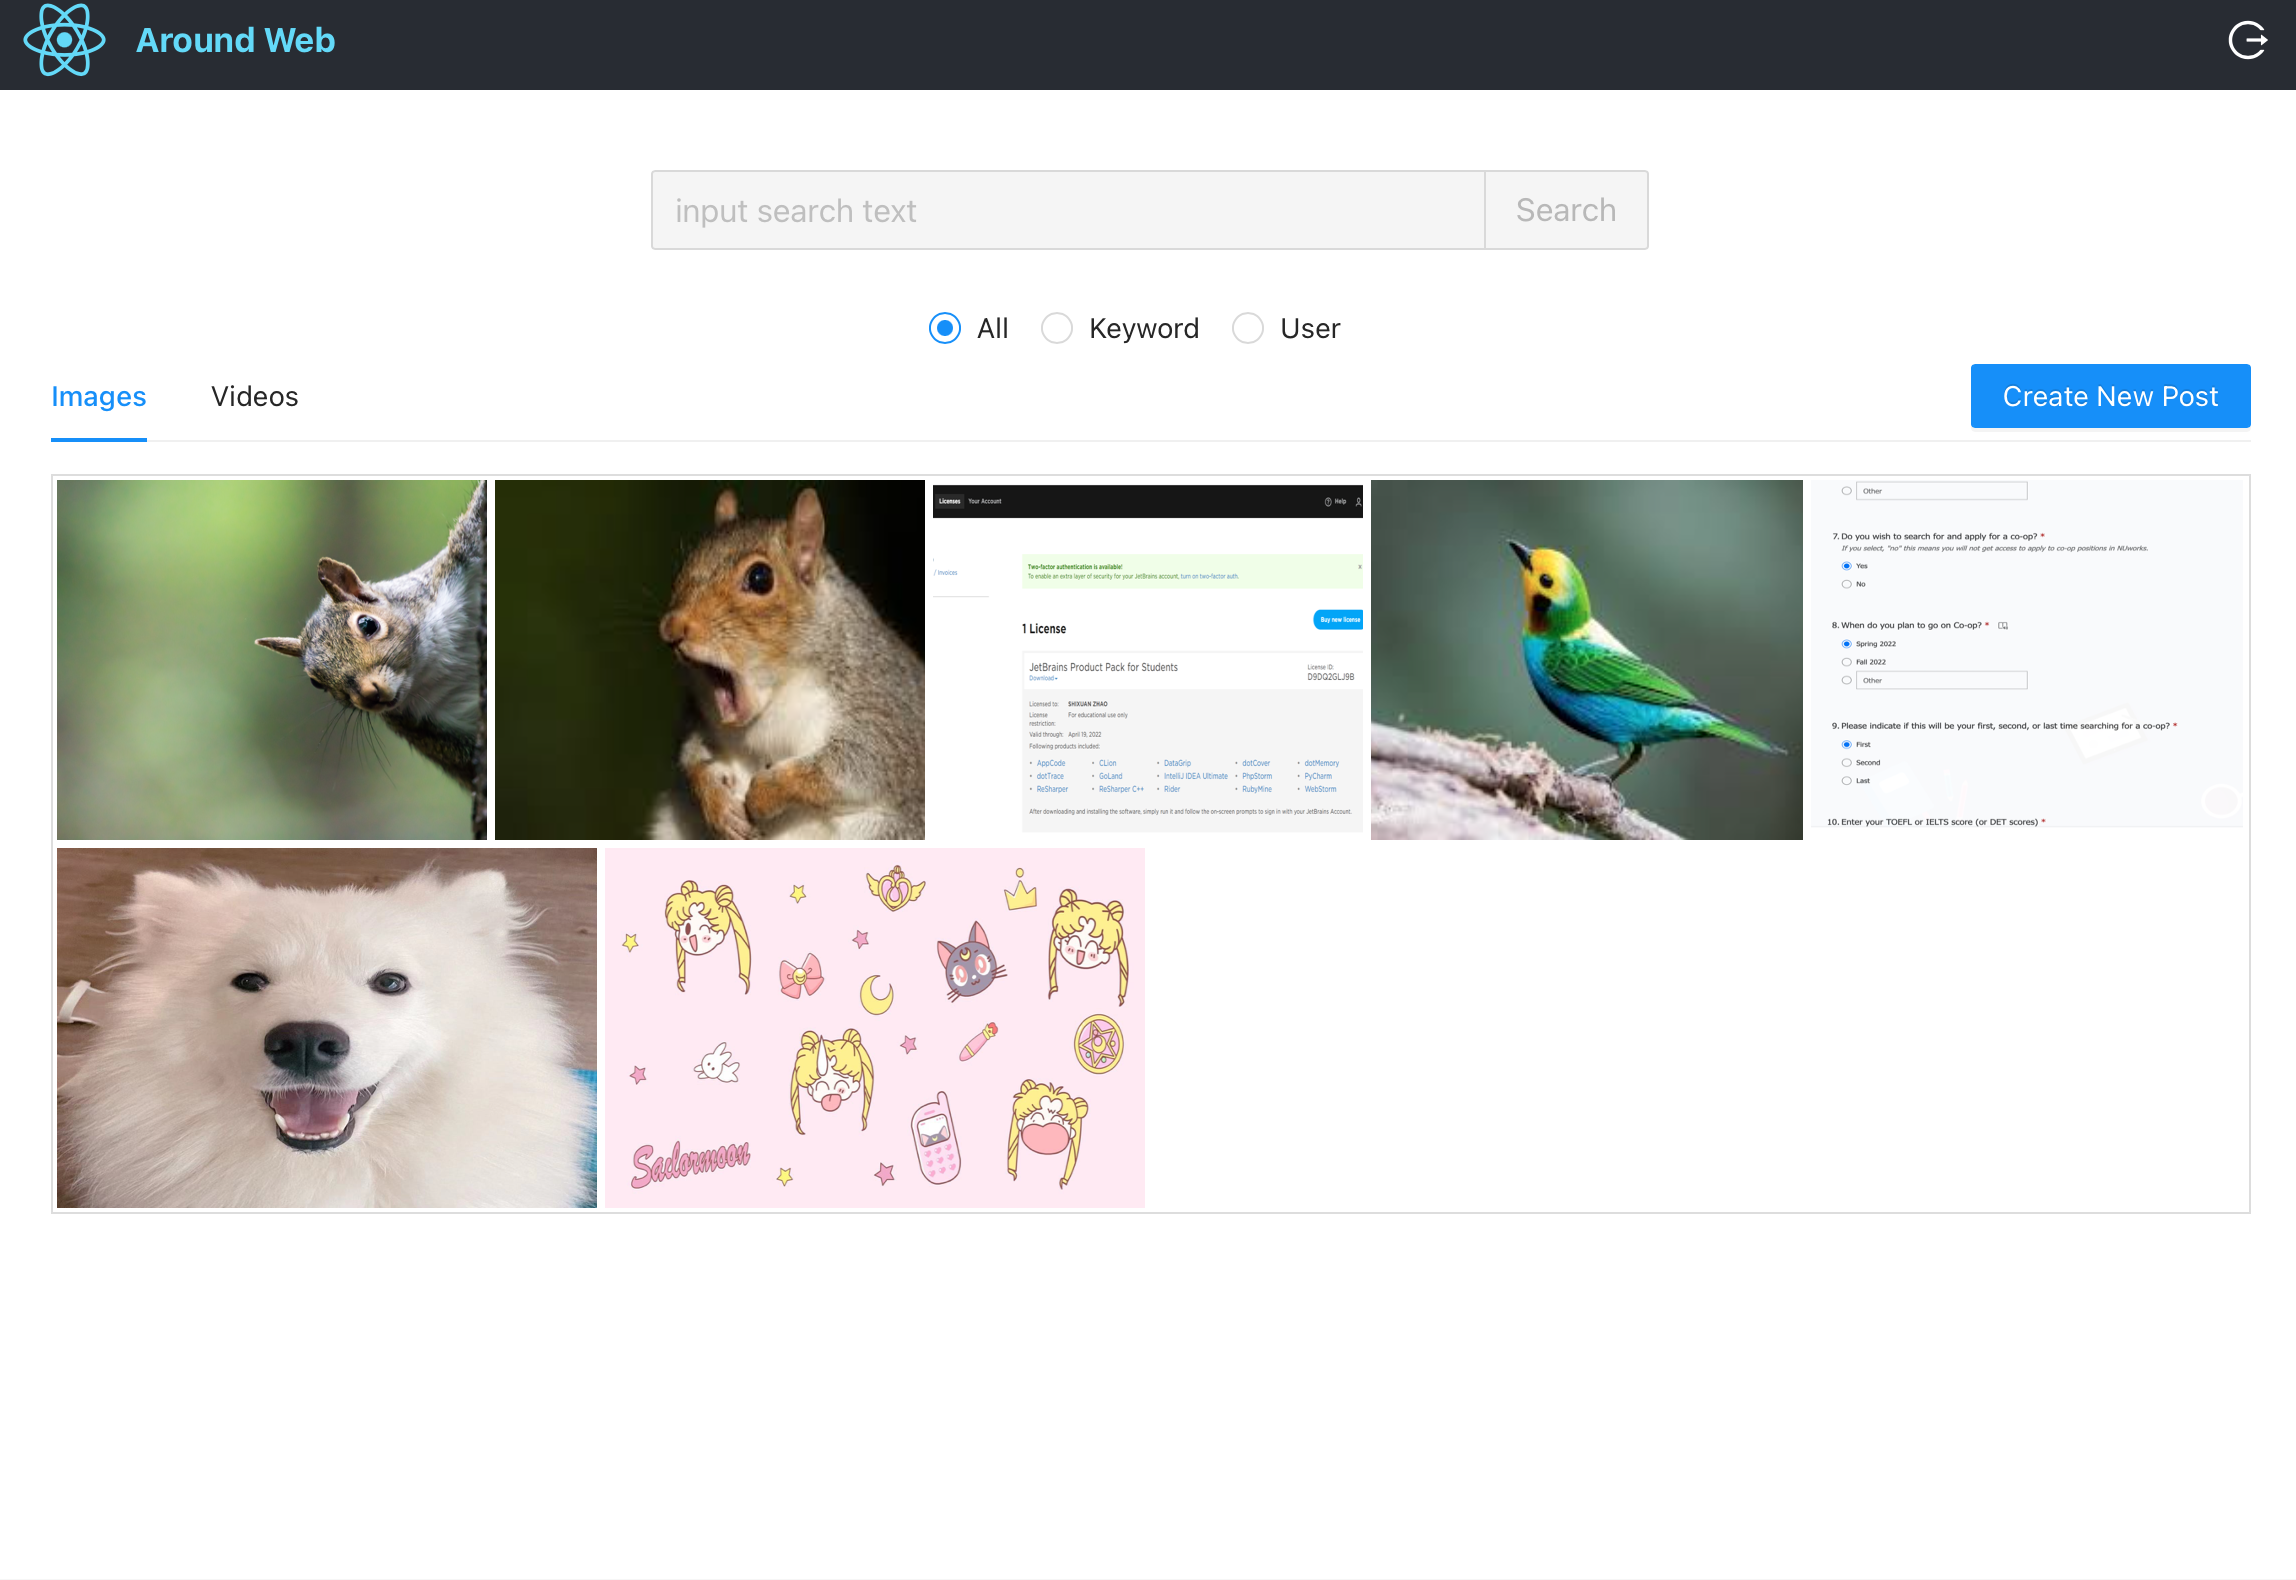 Around Web
input search text
Search
All
Keyword
User
Images
Videos
Create New Post
Licenses
Your Account
Help
/ Invoices
Two-factor authentication is available!
To enable an extra layer of security for your JetBrains account, turn on two-factor auth.
x
Buy new license
1 License
JetBrains Product Pack for Students
Download
License ID:
D9DQ2GLJ9B
Licensed to: SHIXUAN ZHAO
License restriction: For educational use only
Valid through: April 19, 2022
Following products included:
• AppCode • CLion • DataGrip • dotCover • dotMemory
• dotTrace • GoLand • IntelliJ IDEA Ultimate • PhpStorm • PyCharm
• ReSharper • ReSharper C++ • Rider • RubyMine • WebStorm
After downloading and installing the software, simply run it and follow the on-screen prompts to sign in with your JetBrains Account.
Other
7. Do you wish to search for and apply for a co-op? *
If you select, "no" this means you will not get access to apply to co-op positions in NUworks.
Yes
No
8. When do you plan to go on Co-op? *
Spring 2022
Fall 2022
Other
9. Please indicate if this will be your first, second, or last time searching for a co-op? *
First
Second
Last
10. Enter your TOEFL or IELTS score (or DET scores) *
Sailormoon